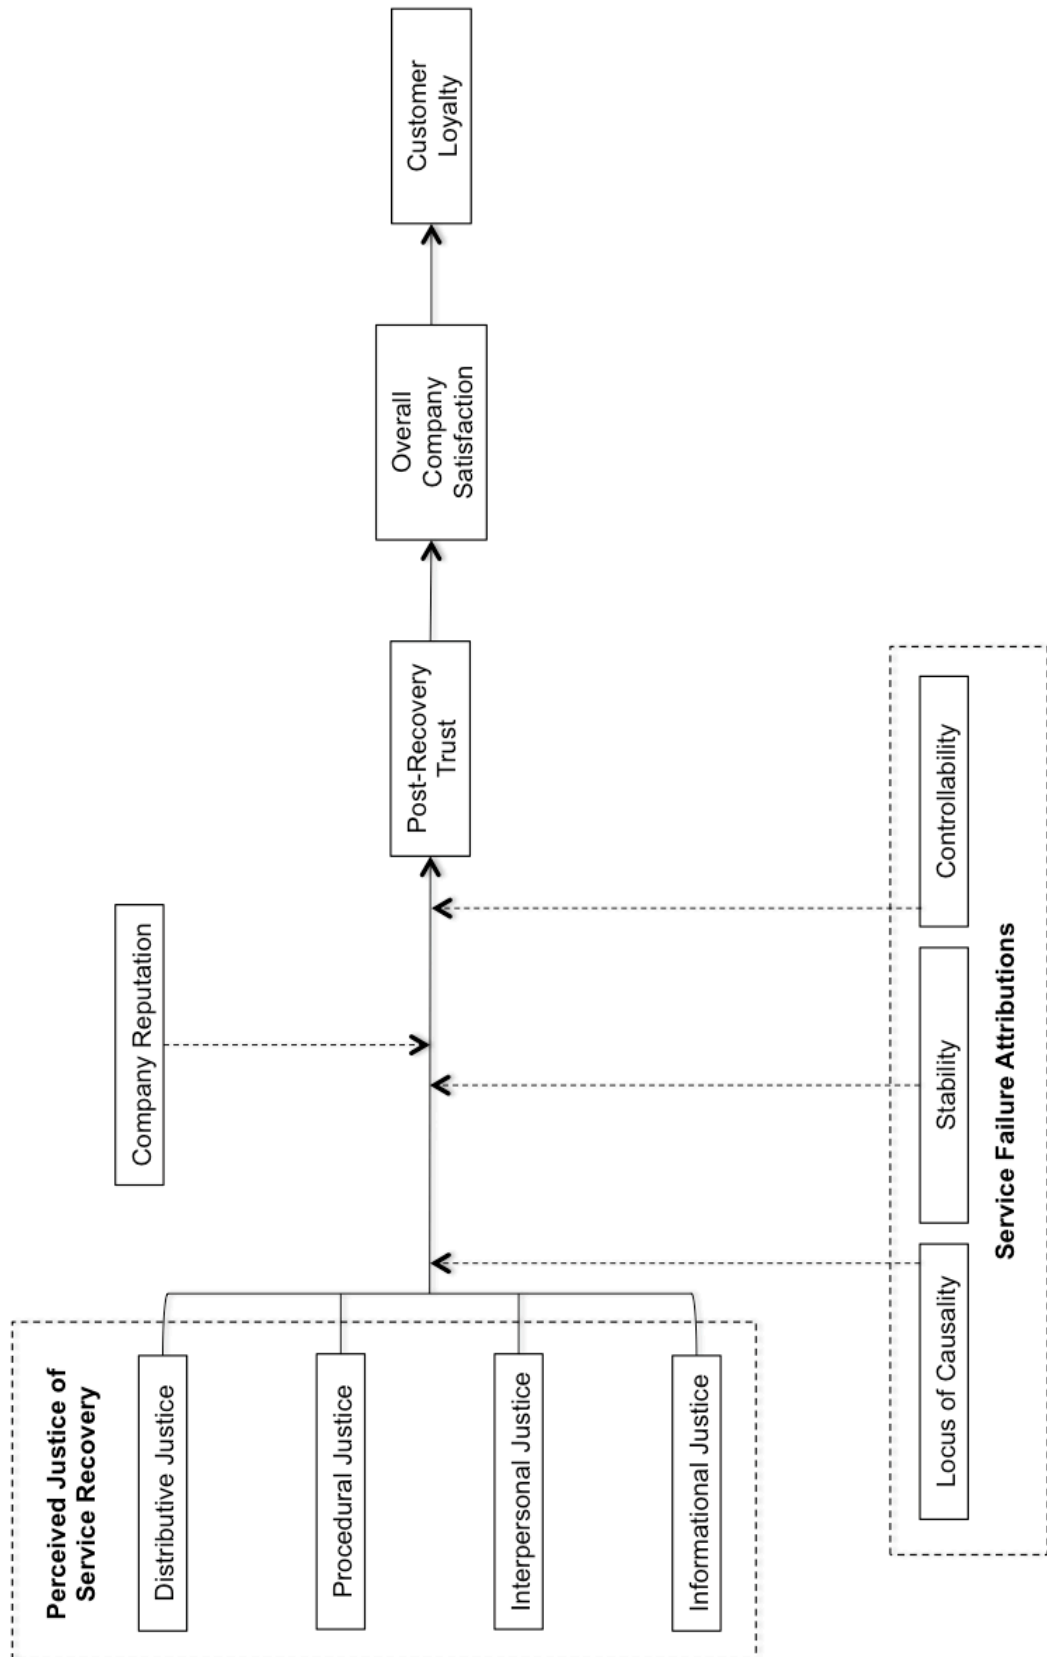 Perceived Justice of
Service Recovery
Distributive Justice
Procedural Justice
Interpersonal Justice
Informational Justice
Company Reputation
Post-Recovery
Trust
Overall
Company
Satisfaction
Customer
Loyalty
Locus of Causality
Stability
Controllability
Service Failure Attributions